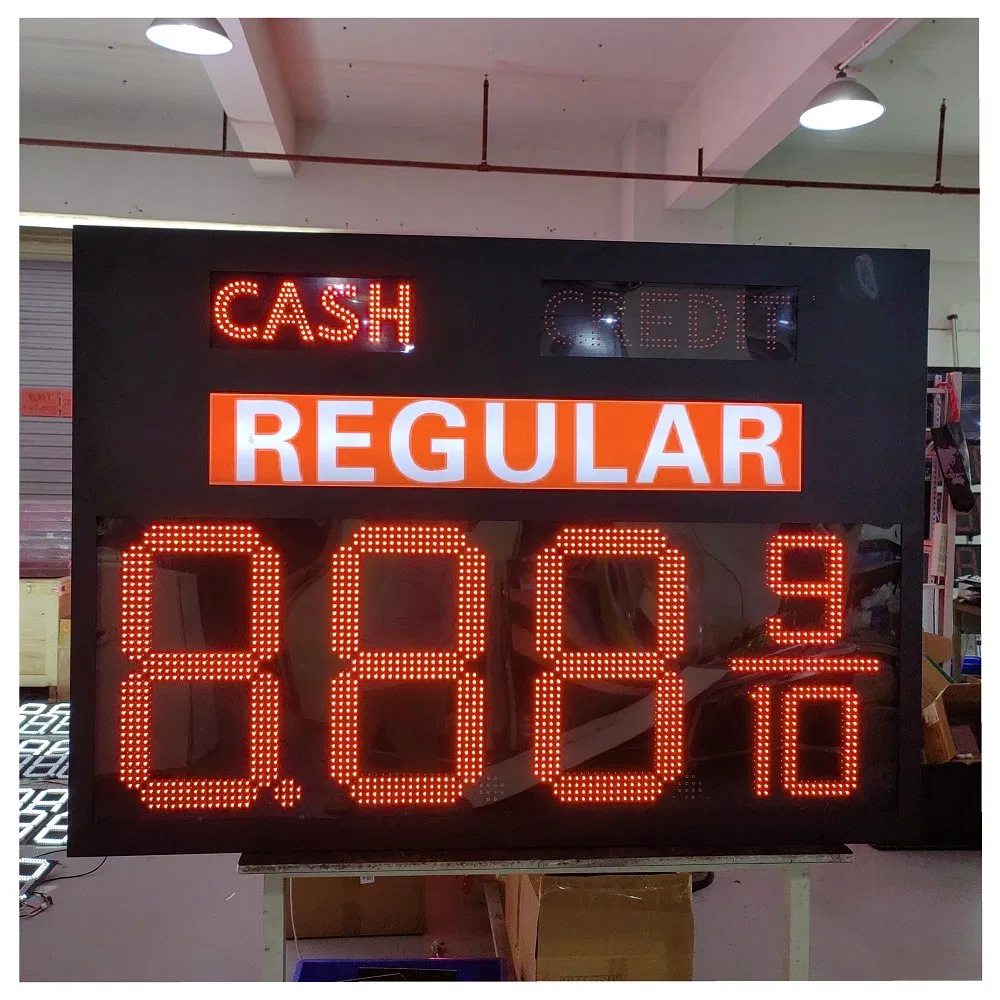 CASH CREDIT
REGULAR
8.88 9/10